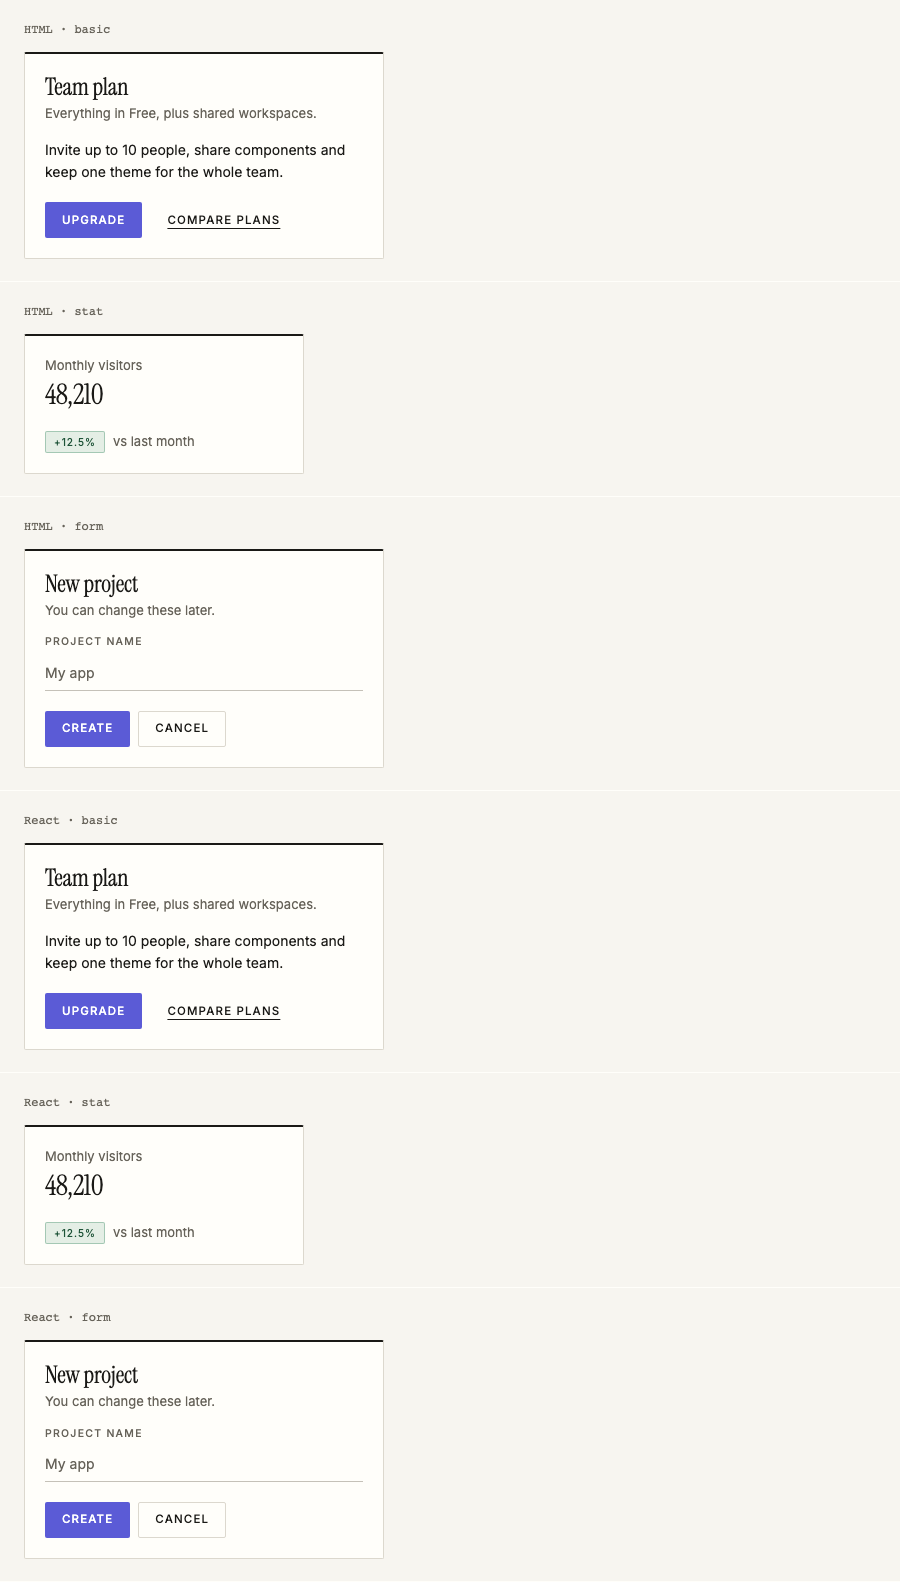 HTML · basic
Team plan
Everything in Free, plus shared workspaces.
Invite up to 10 people, share components and
keep one theme for the whole team.
UPGRADE COMPARE PLANS
HTML · stat
Monthly visitors
48,210
+12.5% vs last month
HTML · form
New project
You can change these later.
PROJECT NAME
My app
CREATE CANCEL
React · basic
Team plan
Everything in Free, plus shared workspaces.
Invite up to 10 people, share components and
keep one theme for the whole team.
UPGRADE COMPARE PLANS
React · stat
Monthly visitors
48,210
+12.5% vs last month
React · form
New project
You can change these later.
PROJECT NAME
My app
CREATE CANCEL